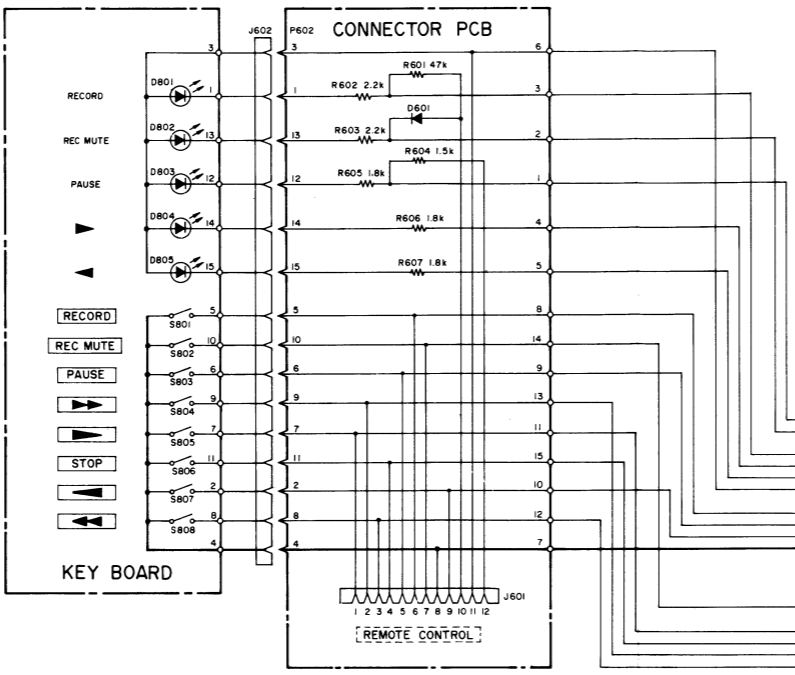 J602 P602 CONNECTOR PCB
3 3 6
R601 47k
D801 R602 2.2k
RECORD 1 1 3
D601
D802 R603 2.2k
REC MUTE 13 13 2
R604 1.5k
D803 R605 1.8k
PAUSE 12 12 1
D804 14 14 R606 1.8k 4
D805 15 15 R607 1.8k 5
RECORD 5 5 8
S801
REC MUTE 10 10 14
S802
PAUSE 6 6 9
S803
9 9 13
S804
7 7 11
S805
STOP 11 11 15
S806
2 2 10
S807
8 8 12
S808
4 4 7
KEY BOARD
J601
1 2 3 4 5 6 7 8 9 10 11 12
REMOTE CONTROL